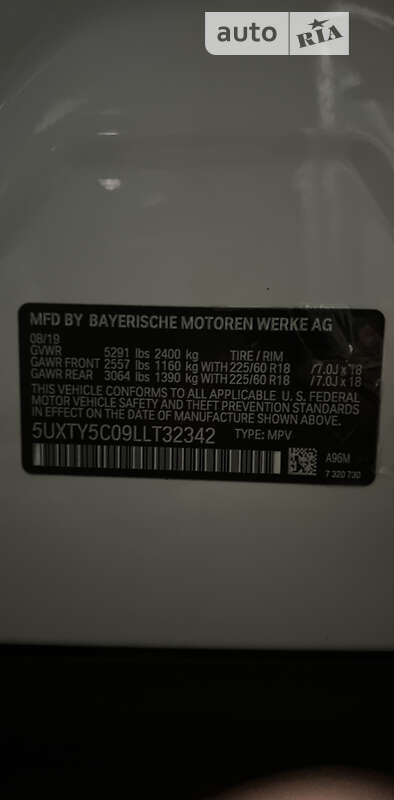 auto RIA
MFD BY BAYERISCHE MOTOREN WERKE AG
08/19
GVWR 5291 lbs 2400 kg TIRE / RIM
GAWR FRONT 2557 lbs 1160 kg WITH 225/60 R18 /7.0J x 18
GAWR REAR 3064 lbs 1390 kg WITH 225/60 R18 /7.0J x 18
THIS VEHICLE CONFORMS TO ALL APPLICABLE U. S. FEDERAL
MOTOR VEHICLE SAFETY, BUMPER AND THEFT PREVENTION
STANDARDS IN EFFECT ON THE DATE OF MANUFACTURE SHOWN ABOVE.
5UXTY5C09LLT32342 TYPE: MPV
A96M
7 320 730